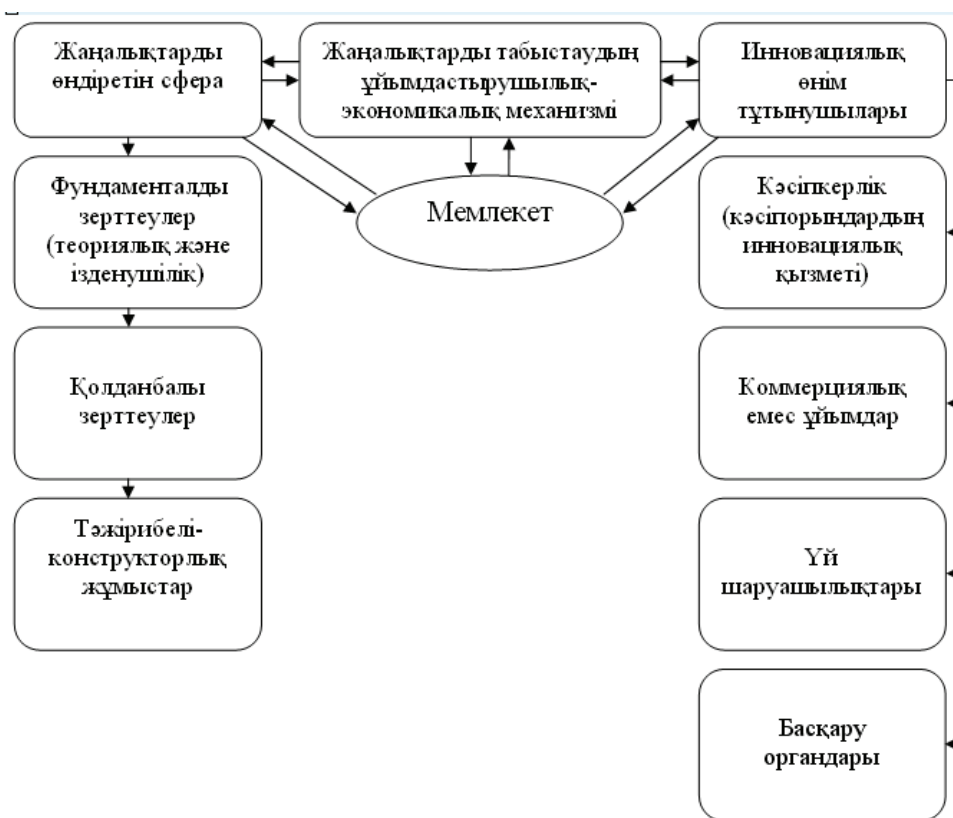 Жаңалықтарды
өндіретін сфера
Жаңалықтарды табыстаудың
ұйымдастырушылық-
экономикалық механизмі
Инновациялық
өнім
тұтынушылары
Мемлекет
Фундаменталды
зерттеулер
(теориялық және
ізденушілік)
Кәсіпкерлік
(кәсіпорындардың
инновациялық
қызметі)
Қолданбалы
зерттеулер
Коммерциялық
емес ұйымдар
Тәжірибелі-
конструкторлық
жұмыстар
Үй
шаруашылықтары
Басқару
органдары